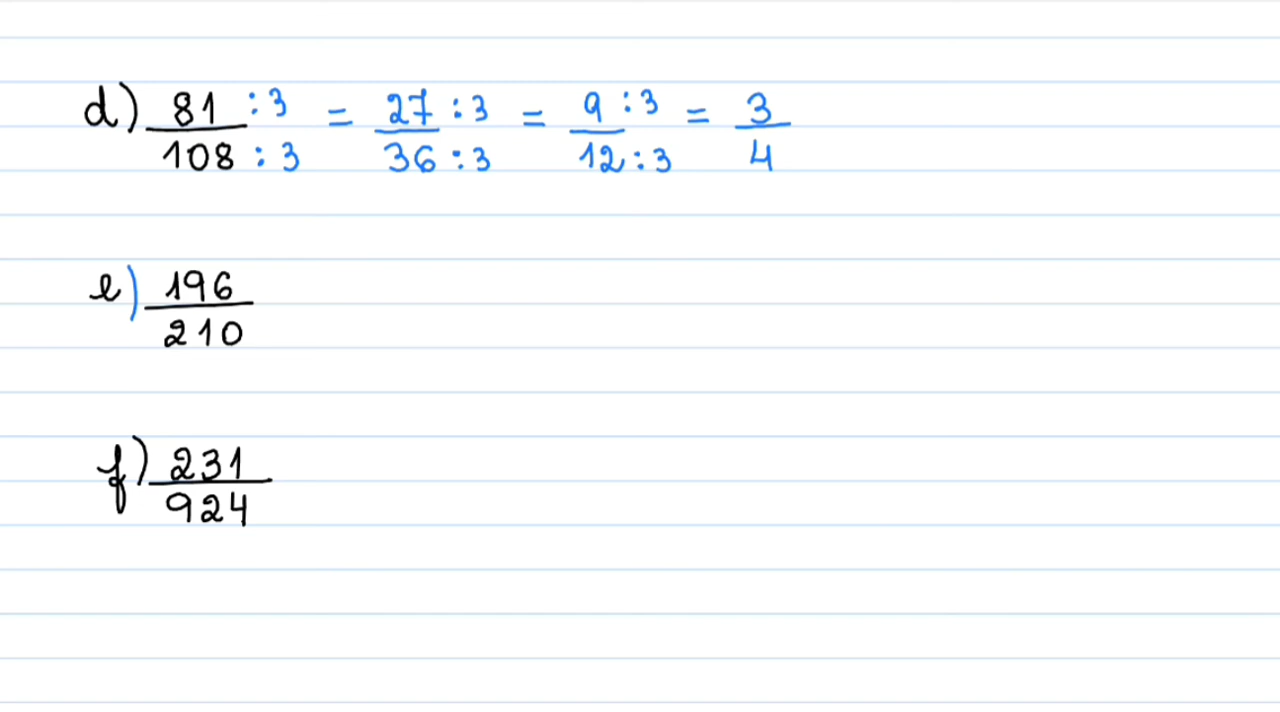 d) 81 : 3 = 27 : 3 = 9 : 3 = 3
108 : 3 36 : 3 12 : 3 4
e) 196
210
f) 231
924